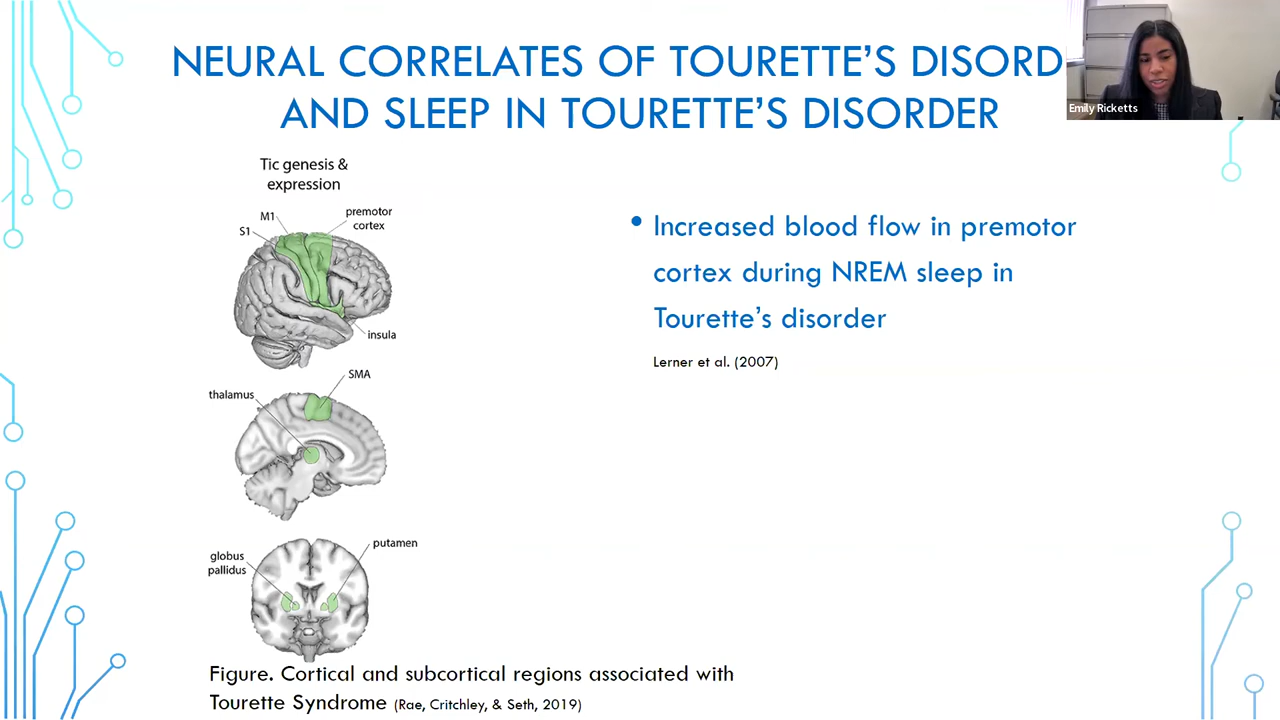 NEURAL CORRELATES OF TOURETTE'S DISORD
AND SLEEP IN TOURETTE'S DISORDER
Emily Ricketts
Tic genesis &
expression
M1
premotor
cortex
S1
insula
SMA
thalamus
putamen
globus
pallidus
Figure. Cortical and subcortical regions associated with
Tourette Syndrome (Rae, Critchley, & Seth, 2019)
• Increased blood flow in premotor
cortex during NREM sleep in
Tourette's disorder
Lerner et al. (2007)